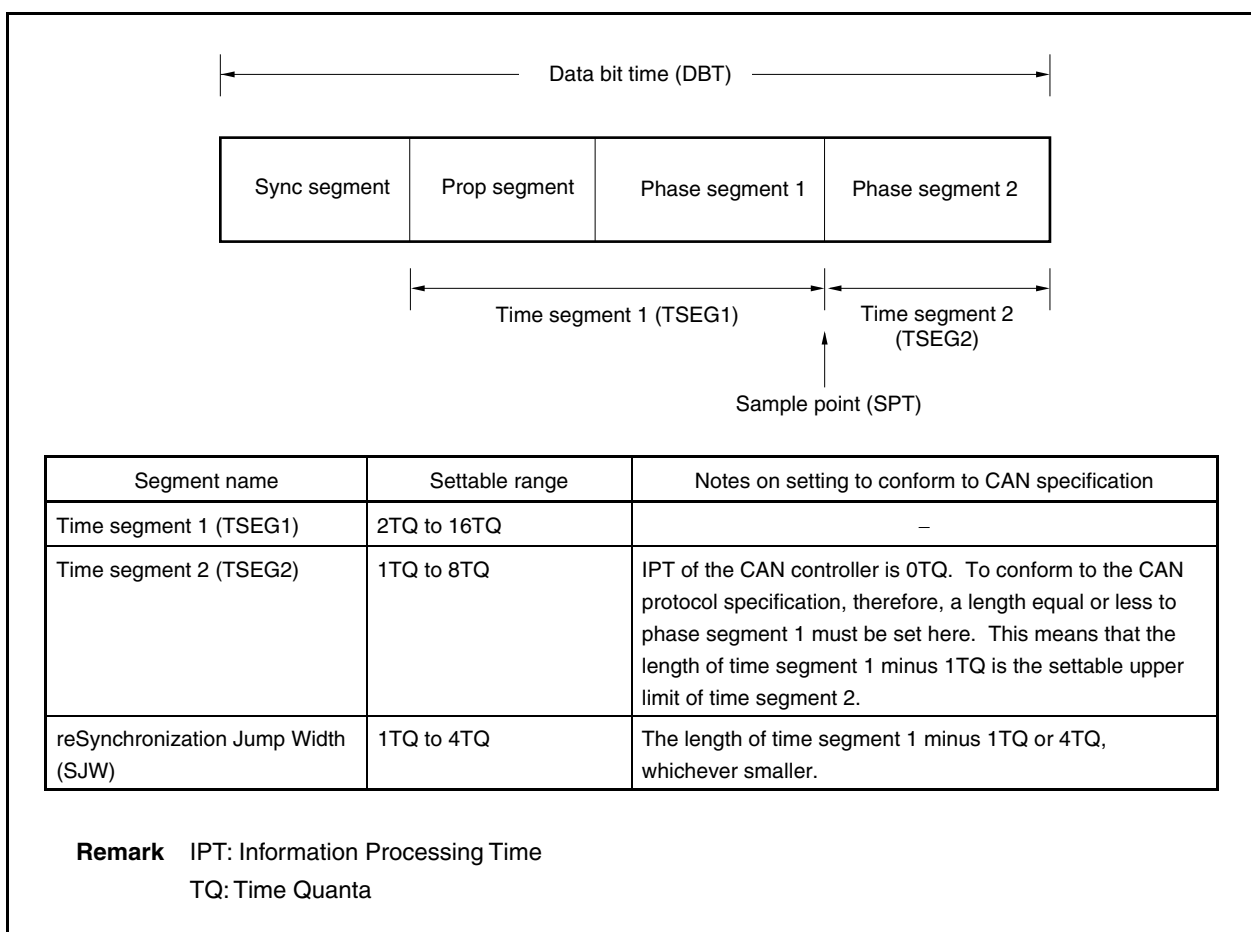 Data bit time (DBT)
Sync segment
Prop segment
Phase segment 1
Phase segment 2
Time segment 1 (TSEG1)
Time segment 2
(TSEG2)
Sample point (SPT)
Segment name
Settable range
Notes on setting to conform to CAN specification
Time segment 1 (TSEG1)
2TQ to 16TQ
–
Time segment 2 (TSEG2)
1TQ to 8TQ
IPT of the CAN controller is 0TQ. To conform to the CAN
protocol specification, therefore, a length equal or less to
phase segment 1 must be set here. This means that the
length of time segment 1 minus 1TQ is the settable upper
limit of time segment 2.
reSynchronization Jump Width
(SJW)
1TQ to 4TQ
The length of time segment 1 minus 1TQ or 4TQ,
whichever smaller.
Remark IPT: Information Processing Time
TQ: Time Quanta